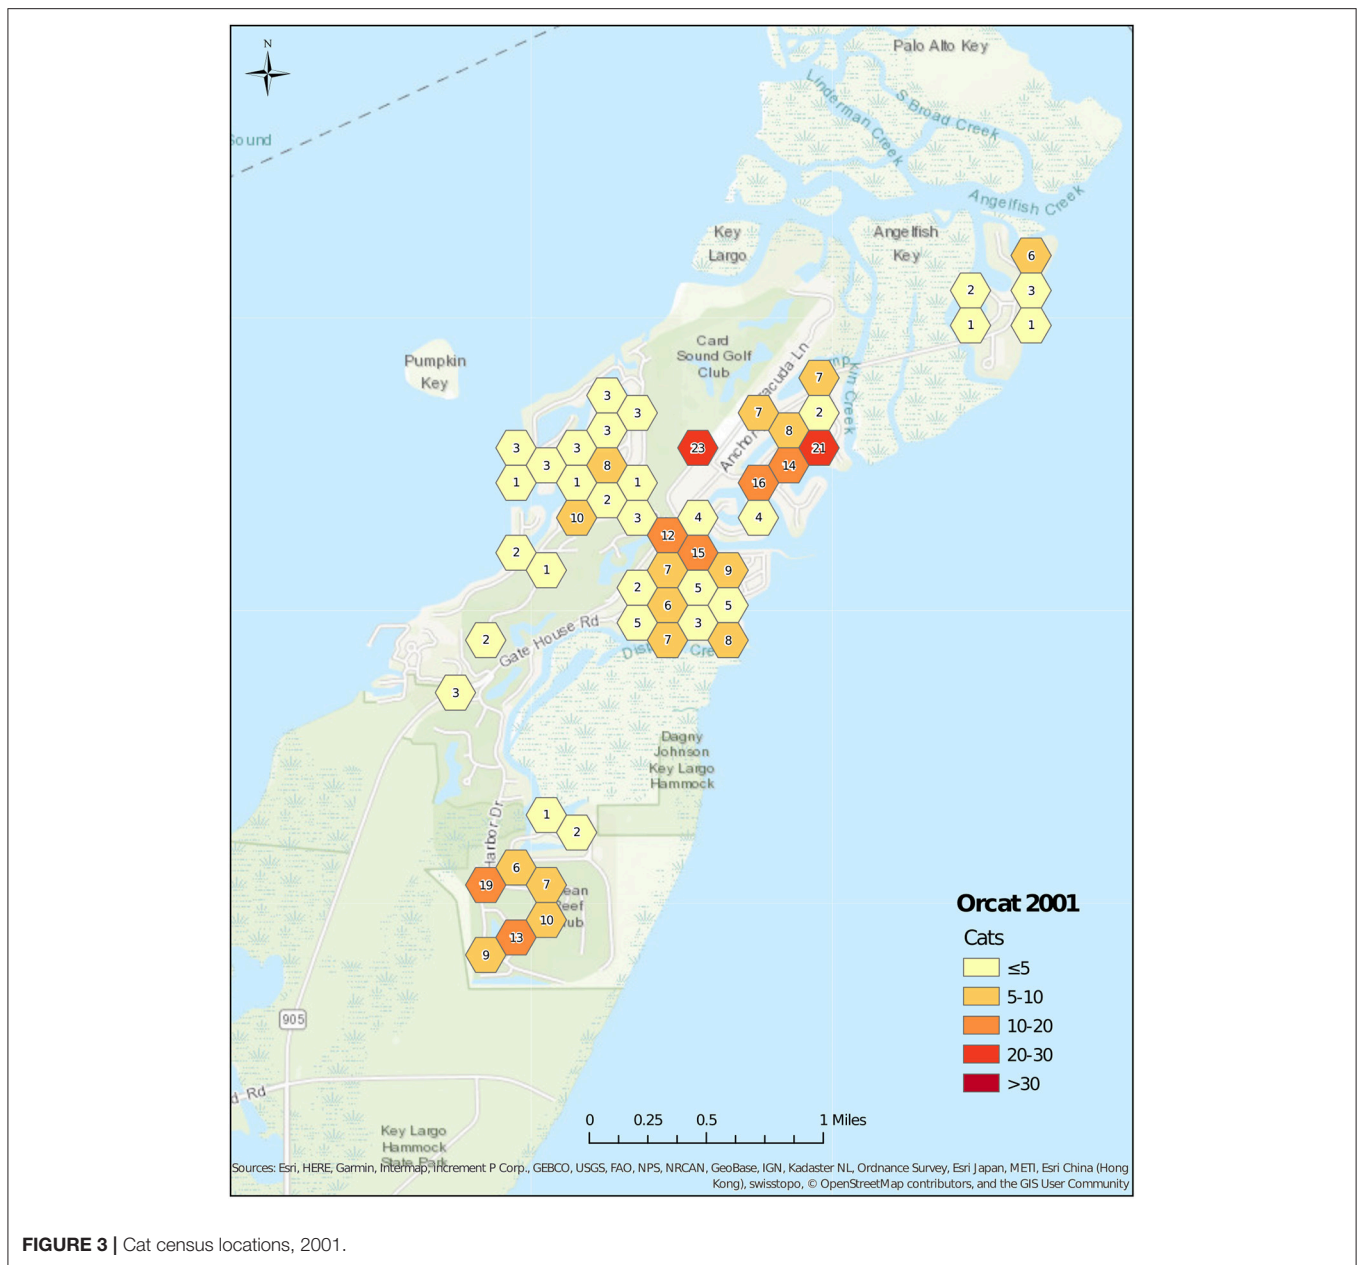 N
Palo Alto Key
Linderman Creek
S Broad Creek
Sound
Angelfish Creek
Key
Largo
Angelfish
Key
6
2
3
1
1
Card
Sound Golf
Club
Pumpkin
Key
7
3
3
7
2
3
8
3
3
23
21
3
8
14
1
1
1
16
2
10
3
4
4
12
2
15
1
7
9
2
5
6
5
5
3
Gate House Rd
2
7
8
3
Dagny
Johnson
Key Largo
Hammock
1
2
Harbor Dr
6
19
7
10
13
9
Orcat 2001
Cats
≤5
5-10
10-20
20-30
>30
905
Rd
0 0.25 0.5 1 Miles
Key Largo
Hammock
State Park
Sources: Esri, HERE, Garmin, Intermap, increment P Corp., GEBCO, USGS, FAO, NPS, NRCAN, GeoBase, IGN, Kadaster NL, Ordnance Survey, Esri Japan, METI, Esri China (Hong
Kong), swisstopo, © OpenStreetMap contributors, and the GIS User Community
FIGURE 3 | Cat census locations, 2001.